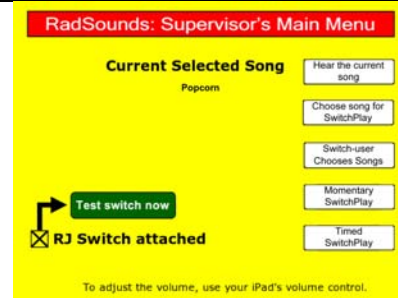 RadSounds: Supervisor's Main Menu
Current Selected Song
Popcorn
Hear the current
song
Choose song for
SwitchPlay
Switch-user
Chooses Songs
Momentary
SwitchPlay
Timed
SwitchPlay
Test switch now
RJ Switch attached
To adjust the volume, use your iPad's volume control.